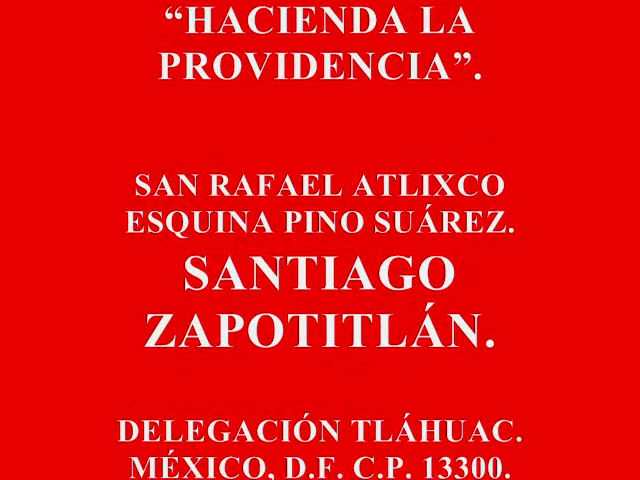 “HACIENDA LA
PROVIDENCIA”.
SAN RAFAEL ATLIXCO
ESQUINA PINO SUÁREZ.
SANTIAGO
ZAPOTITLÁN.
DELEGACIÓN TLÁHUAC.
MÉXICO, D.F. C.P. 13300.